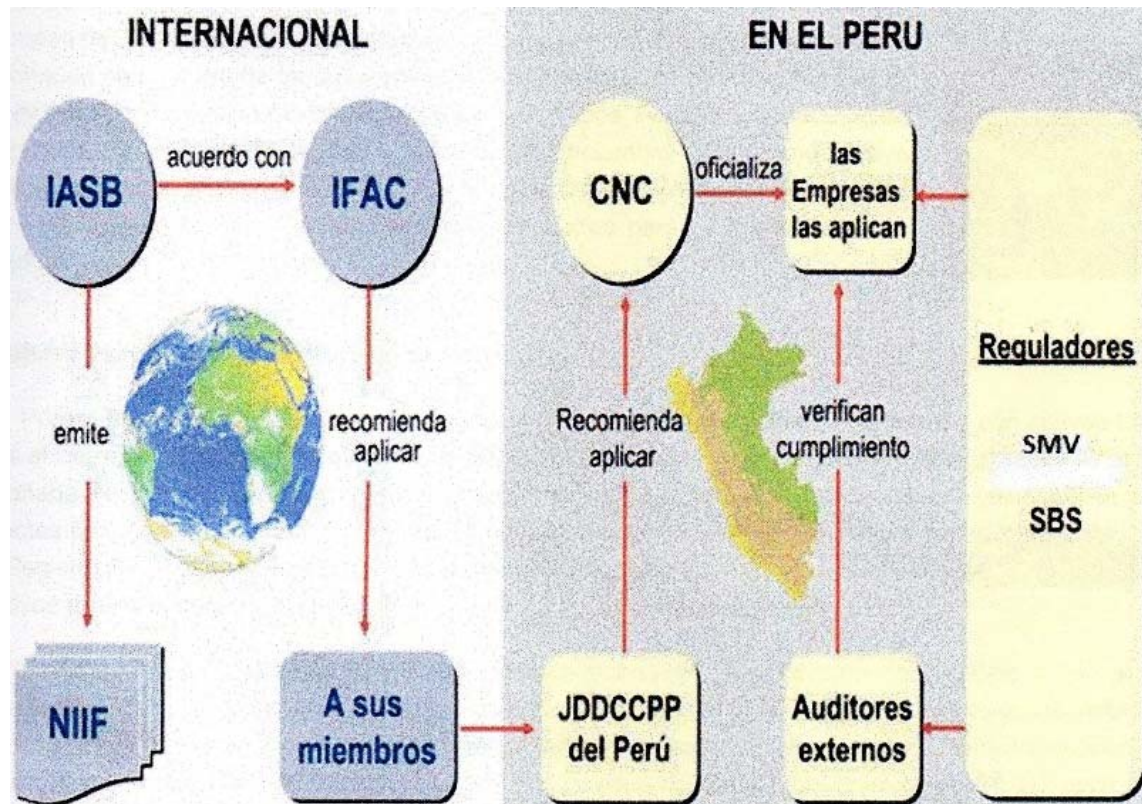 INTERNACIONAL
IASB
acuerdo con
IFAC
emite
recomienda
aplicar
NIIF
A sus
miembros
EN EL PERU
CNC
oficializa
las
Empresas
las aplican
Recomienda
aplicar
verifican
cumplimiento
JDDCCPP
del Perú
Auditores
externos
Reguladores
SMV
SBS